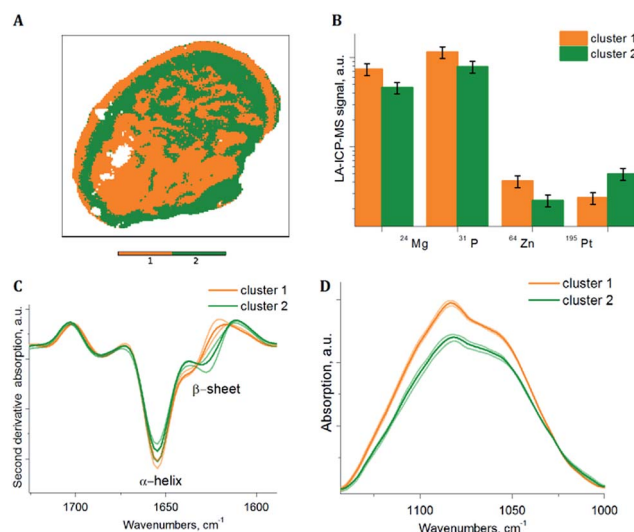 A
1 2
B
LA-ICP-MS signal, a.u.
cluster 1
cluster 2
24Mg 31P 64Zn 195Pt
C
cluster 1
cluster 2
Second derivative absorption, a.u.
β-sheet
α-helix
1700 1650 1600
Wavenumbers, cm-1
D
cluster 1
cluster 2
Absorption, a.u.
1100 1050 1000
Wavenumbers, cm-1